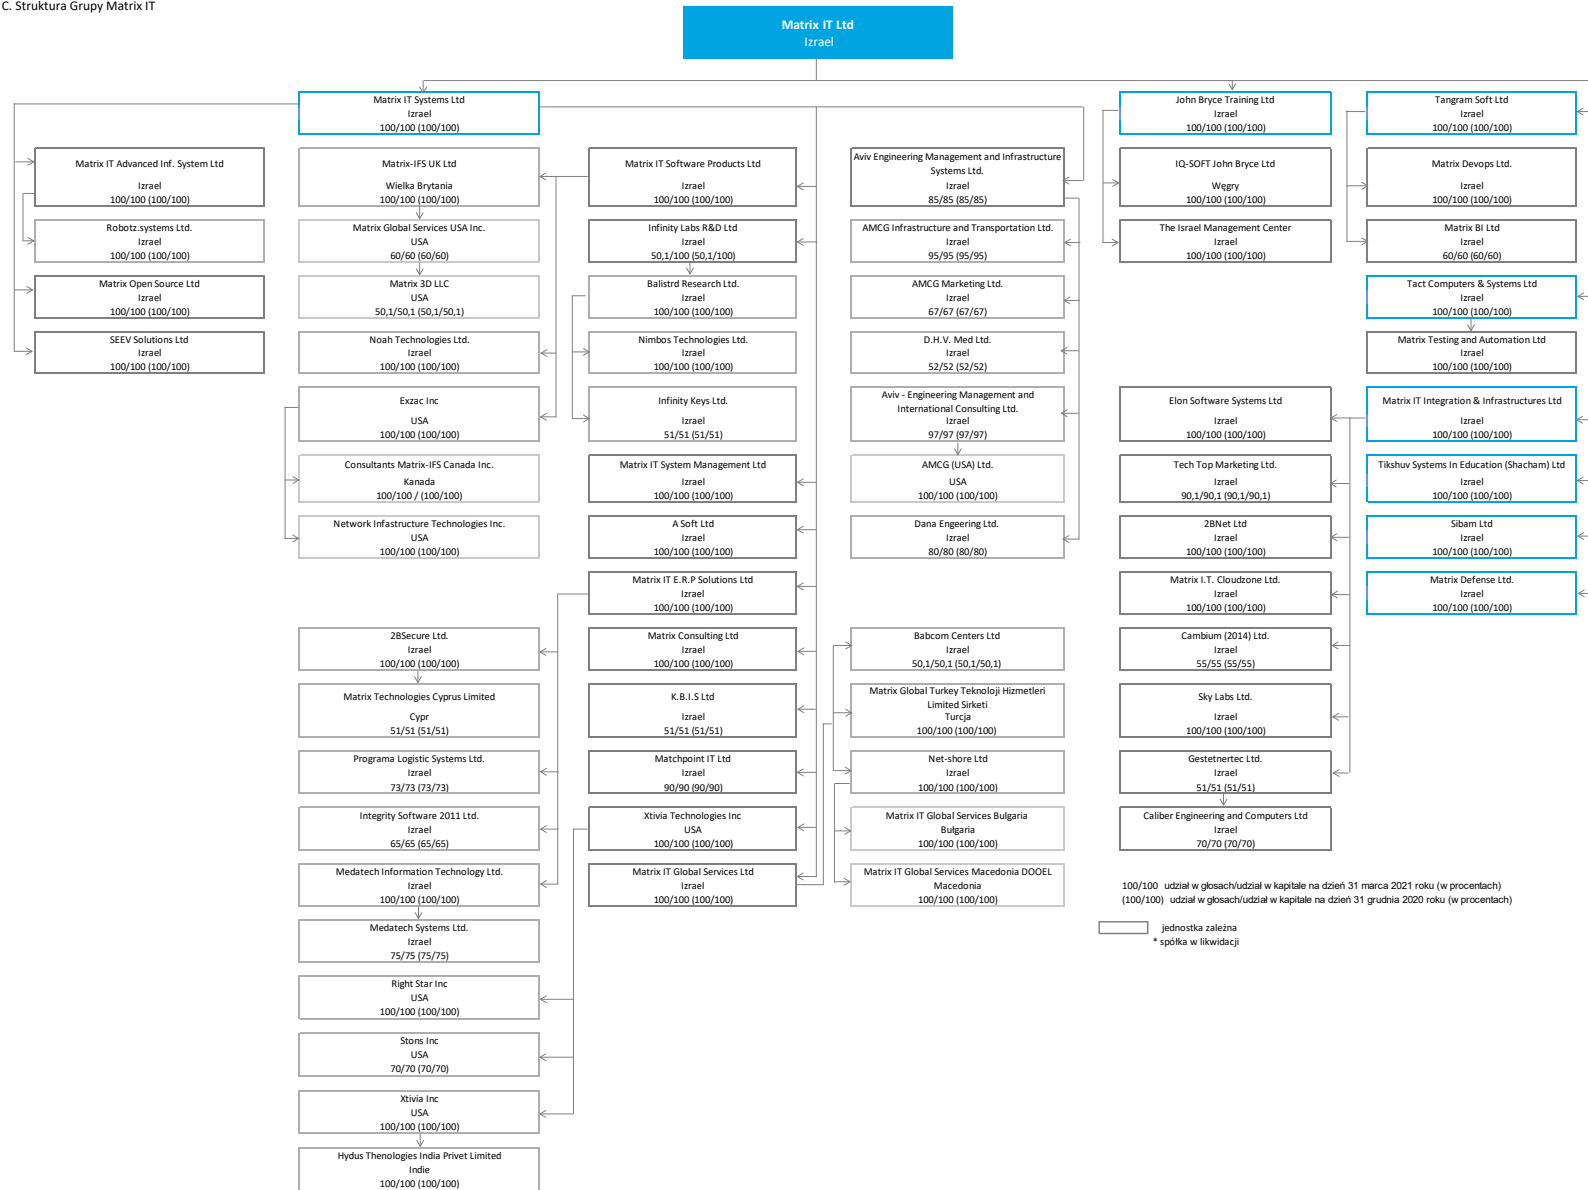 C. Struktura Grupy Matrix IT
Matrix IT Ltd
Izrael
Matrix IT Systems Ltd
Izrael
100/100 (100/100)
John Bryce Training Ltd
Izrael
100/100 (100/100)
Tangram Soft Ltd
Izrael
100/100 (100/100)
Matrix IT Advanced Inf. System Ltd
Izrael
100/100 (100/100)
Matrix-IFS UK Ltd
Wielka Brytania
100/100 (100/100)
Matrix IT Software Products Ltd
Izrael
100/100 (100/100)
Aviv Engineering Management and Infrastructure
Systems Ltd.
Izrael
85/85 (85/85)
IQ-SOFT John Bryce Ltd
Węgry
100/100 (100/100)
Matrix Devops Ltd.
Izrael
100/100 (100/100)
Robotz.systems Ltd.
Izrael
100/100 (100/100)
Matrix Global Services USA Inc.
USA
60/60 (60/60)
Infinity Labs R&D Ltd
Izrael
50,1/100 (50,1/100)
AMCG Infrastructure and Transportation Ltd.
Izrael
95/95 (95/95)
The Israel Management Center
Izrael
100/100 (100/100)
Matrix BI Ltd
Izrael
60/60 (60/60)
Matrix Open Source Ltd
Izrael
100/100 (100/100)
Matrix 3D LLC
USA
50,1/50,1 (50,1/50,1)
Balistrd Research Ltd.
Izrael
100/100 (100/100)
AMCG Marketing Ltd.
Izrael
67/67 (67/67)
Tact Computers & Systems Ltd
Izrael
100/100 (100/100)
SEEV Solutions Ltd
Izrael
100/100 (100/100)
Noah Technologies Ltd.
Izrael
100/100 (100/100)
Nimbos Technologies Ltd.
Izrael
100/100 (100/100)
D.H.V. Med Ltd.
Izrael
52/52 (52/52)
Matrix Testing and Automation Ltd
Izrael
100/100 (100/100)
Exzac Inc
USA
100/100 (100/100)
Infinity Keys Ltd.
Izrael
51/51 (51/51)
Aviv - Engineering Management and
International Consulting Ltd.
Izrael
97/97 (97/97)
Elon Software Systems Ltd
Izrael
100/100 (100/100)
Matrix IT Integration & Infrastructures Ltd
Izrael
100/100 (100/100)
Consultants Matrix-IFS Canada Inc.
Kanada
100/100 / (100/100)
Matrix IT System Management Ltd
Izrael
100/100 (100/100)
AMCG (USA) Ltd.
USA
100/100 (100/100)
Tech Top Marketing Ltd.
Izrael
90,1/90,1 (90,1/90,1)
Tikshuv Systems In Education (Shacham) Ltd
Izrael
100/100 (100/100)
Network Infastructure Technologies Inc.
USA
100/100 (100/100)
A Soft Ltd
Izrael
100/100 (100/100)
Dana Engeering Ltd.
Izrael
80/80 (80/80)
2BNet Ltd
Izrael
100/100 (100/100)
Sibam Ltd
Izrael
100/100 (100/100)
Matrix IT E.R.P Solutions Ltd
Izrael
100/100 (100/100)
Matrix I.T. Cloudzone Ltd.
Izrael
100/100 (100/100)
Matrix Defense Ltd.
Izrael
100/100 (100/100)
2BSecure Ltd.
Izrael
100/100 (100/100)
Matrix Consulting Ltd
Izrael
100/100 (100/100)
Babcom Centers Ltd
Izrael
50,1/50,1 (50,1/50,1)
Cambium (2014) Ltd.
Izrael
55/55 (55/55)
Matrix Technologies Cyprus Limited
Cypr
51/51 (51/51)
K.B.I.S Ltd
Izrael
51/51 (51/51)
Matrix Global Turkey Teknoloji Hizmetleri
Limited Sirketi
Turcja
100/100 (100/100)
Sky Labs Ltd.
Izrael
100/100 (100/100)
Programa Logistic Systems Ltd.
Izrael
73/73 (73/73)
Matchpoint IT Ltd
Izrael
90/90 (90/90)
Net-shore Ltd
Izrael
100/100 (100/100)
Gestetnertec Ltd.
Izrael
51/51 (51/51)
Integrity Software 2011 Ltd.
Izrael
65/65 (65/65)
Xtivia Technologies Inc
USA
100/100 (100/100)
Matrix IT Global Services Bulgaria
Bułgaria
100/100 (100/100)
Caliber Engineering and Computers Ltd
Izrael
70/70 (70/70)
Medatech Information Technology Ltd.
Izrael
100/100 (100/100)
Matrix IT Global Services Ltd
Izrael
100/100 (100/100)
Matrix IT Global Services Macedonia DOOEL
Macedonia
100/100 (100/100)
100/100 udział w głosach/udział w kapitale na dzień 31 marca 2021 roku (w procentach)
(100/100) udział w głosach/udział w kapitale na dzień 31 grudnia 2020 roku (w procentach)
jednostka zależna
* spółka w likwidacji
Medatech Systems Ltd.
Izrael
75/75 (75/75)
Right Star Inc
USA
100/100 (100/100)
Stons Inc
USA
70/70 (70/70)
Xtivia Inc
USA
100/100 (100/100)
Hydus Thenologies India Privet Limited
Indie
100/100 (100/100)